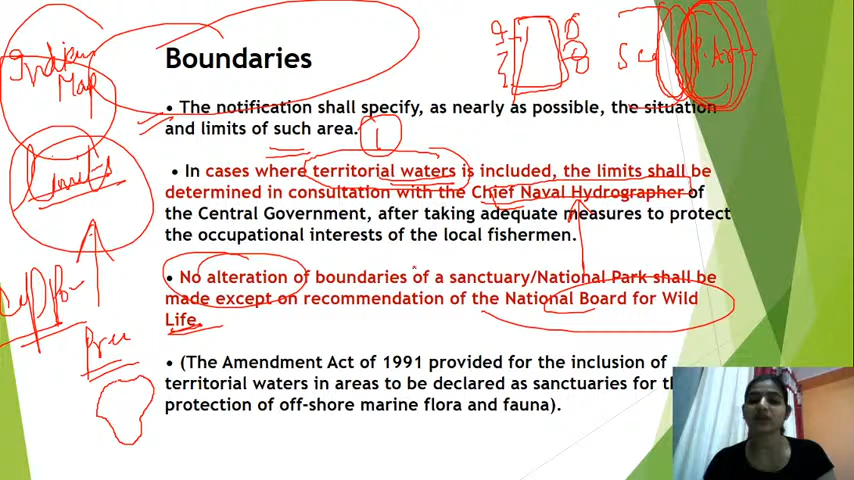 Indian
Map
Boundaries
• The notification shall specify, as nearly as possible, the situation
and limits of such area.
• In cases where territorial waters is included, the limits shall be
determined in consultation with the Chief Naval Hydrographer of
the Central Government, after taking adequate measures to protect
the occupational interests of the local fishermen.
Limits
• No alteration of boundaries of a sanctuary/National Park shall be
made except on recommendation of the National Board for Wild
Life.
• (The Amendment Act of 1991 provided for the inclusion of
territorial waters in areas to be declared as sanctuaries for th
protection of off-shore marine flora and fauna).